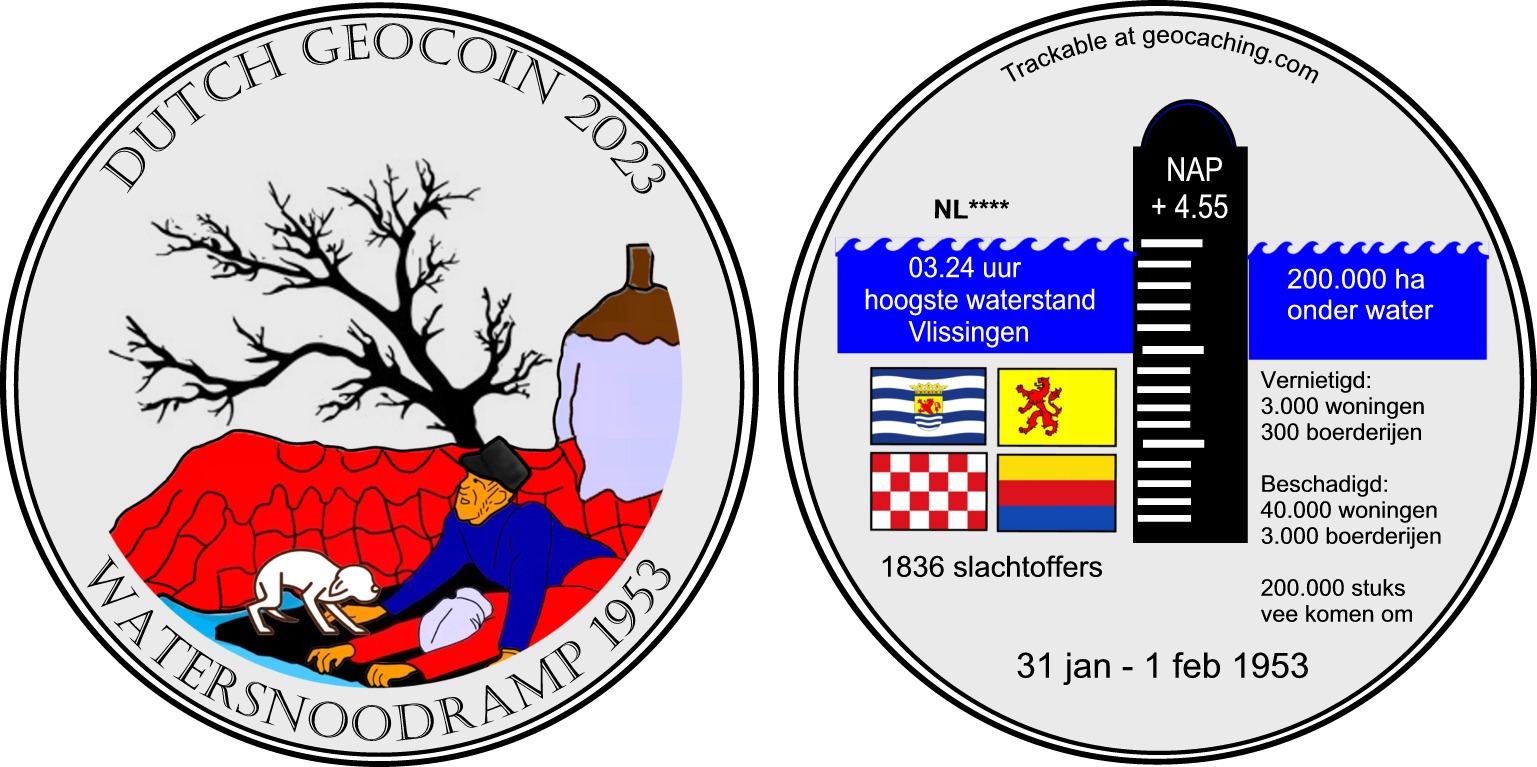 DUTCH GEOCOIN 2023
WATERSNOODRAMP 1953
Trackable at geocaching.com
NAP
+ 4.55
NL****
03.24 uur
hoogste waterstand
Vlissingen
200.000 ha
onder water
Vernietigd:
3.000 woningen
300 boerderijen
Beschadigd:
40.000 woningen
3.000 boerderijen
1836 slachtoffers
200.000 stuks
vee komen om
31 jan - 1 feb 1953